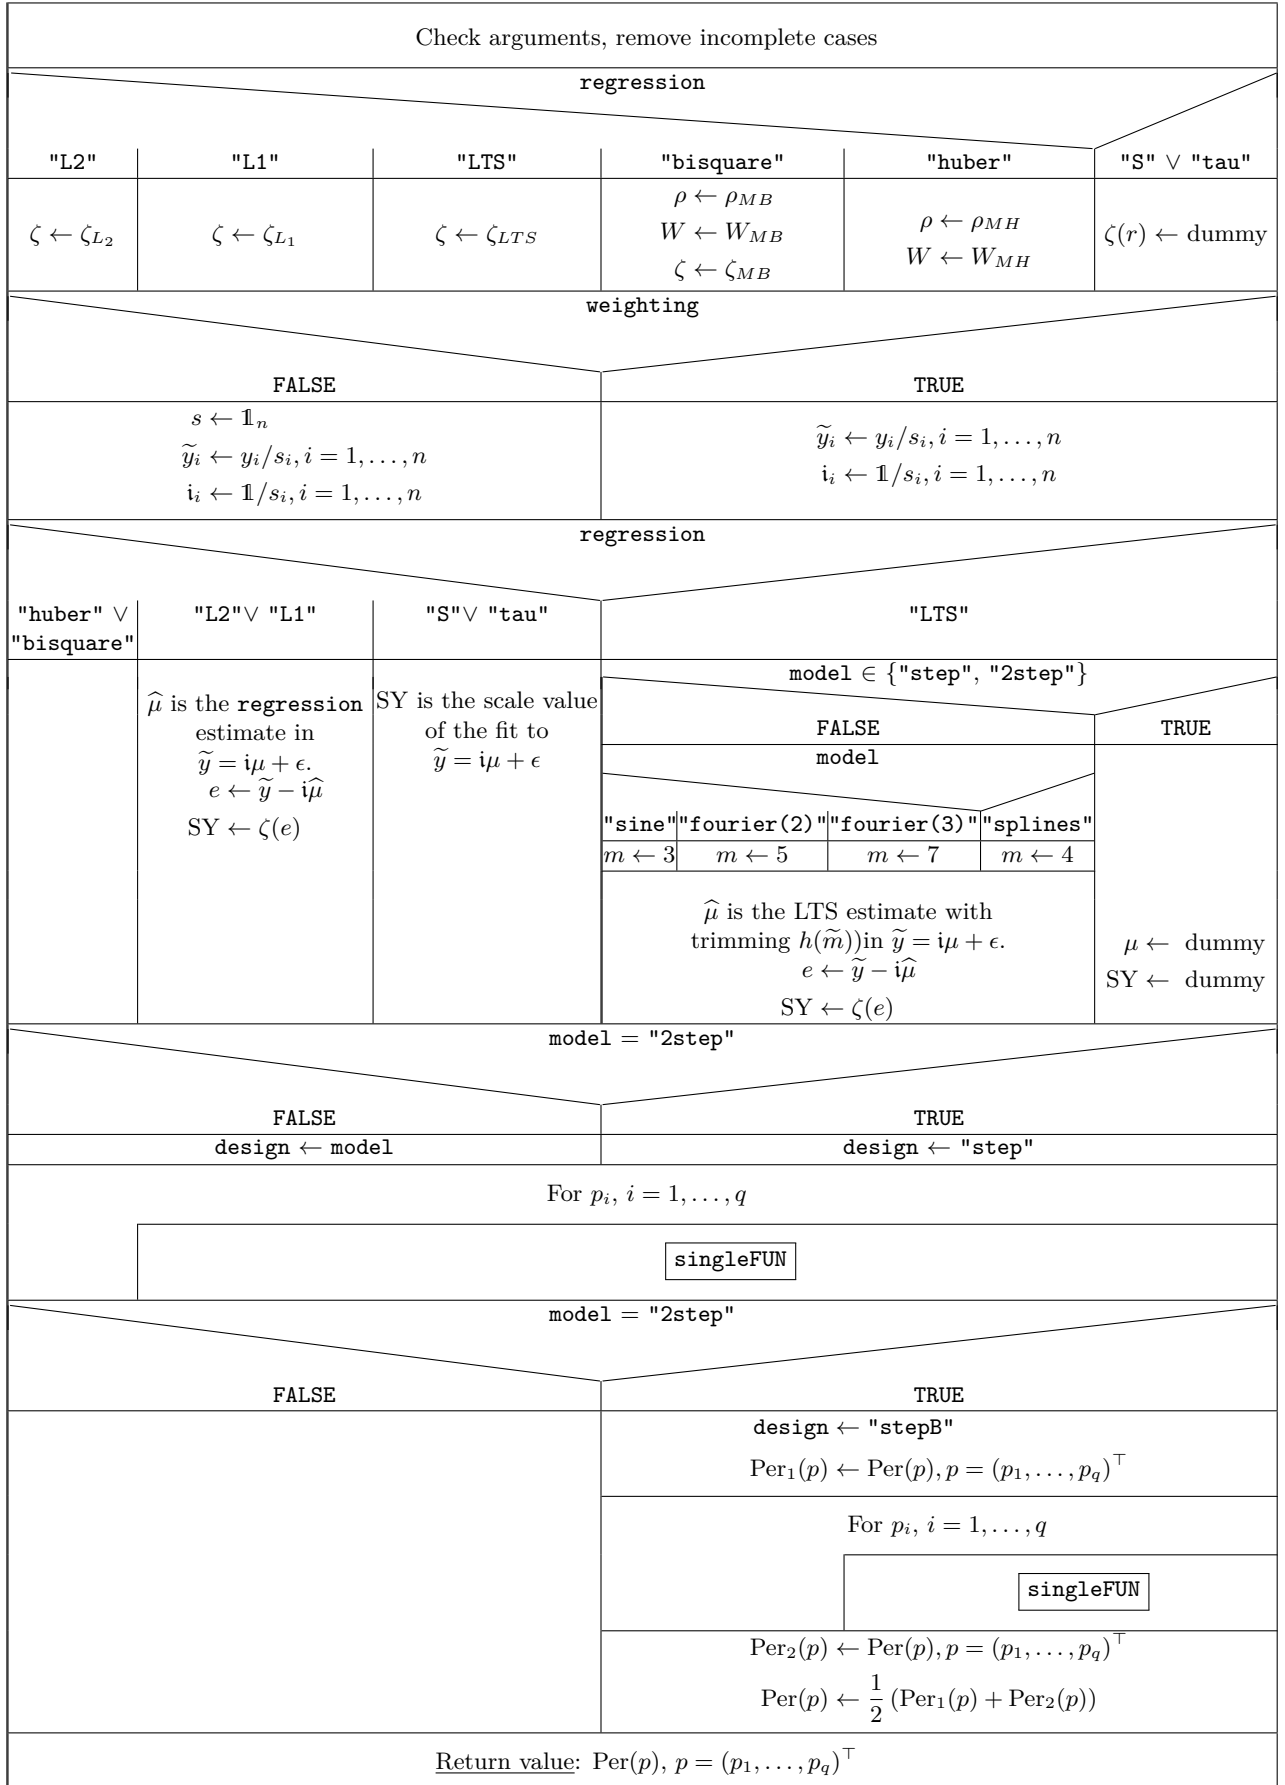 Check arguments, remove incomplete cases
regression
"L2" "L1" "LTS" "bisquare" "huber" "S" ∨ "tau"
ζ ← ζ_{L_2} ζ ← ζ_{L_1} ζ ← ζ_{LTS} ρ ← ρ_{MB} ρ ← ρ_{MH} ζ(r) ← dummy
W ← W_{MB} W ← W_{MH}
ζ ← ζ_{MB}
weighting
FALSE TRUE
s ← 𝟙_n
ỹ_i ← y_i/s_i, i = 1, . . . , n ỹ_i ← y_i/s_i, i = 1, . . . , n
𝔦_i ← 𝟙/s_i, i = 1, . . . , n 𝔦_i ← 𝟙/s_i, i = 1, . . . , n
regression
"huber" ∨ "L2"∨ "L1" "S"∨ "tau" "LTS"
"bisquare"
model ∈ {"step", "2step"}
FALSE TRUE
model
"sine" "fourier(2)" "fourier(3)" "splines"
m ← 3 m ← 5 m ← 7 m ← 4
μ̂ is the regression
estimate in
ỹ = 𝔦μ + ϵ.
e ← ỹ − 𝔦μ̂
SY ← ζ(e)
SY is the scale value
of the fit to
ỹ = 𝔦μ + ϵ
μ̂ is the LTS estimate with
trimming h(m̃))in ỹ = 𝔦μ + ϵ.
e ← ỹ − 𝔦μ̂
SY ← ζ(e)
μ ← dummy
SY ← dummy
model = "2step"
FALSE TRUE
design ← model design ← "step"
For p_i, i = 1, . . . , q
singleFUN
model = "2step"
FALSE TRUE
design ← "stepB"
Per_1(p) ← Per(p), p = (p_1, . . . , p_q)^⊤
For p_i, i = 1, . . . , q
singleFUN
Per_2(p) ← Per(p), p = (p_1, . . . , p_q)^⊤
Per(p) ← 1/2 (Per_1(p) + Per_2(p))
Return value: Per(p), p = (p_1, . . . , p_q)^⊤